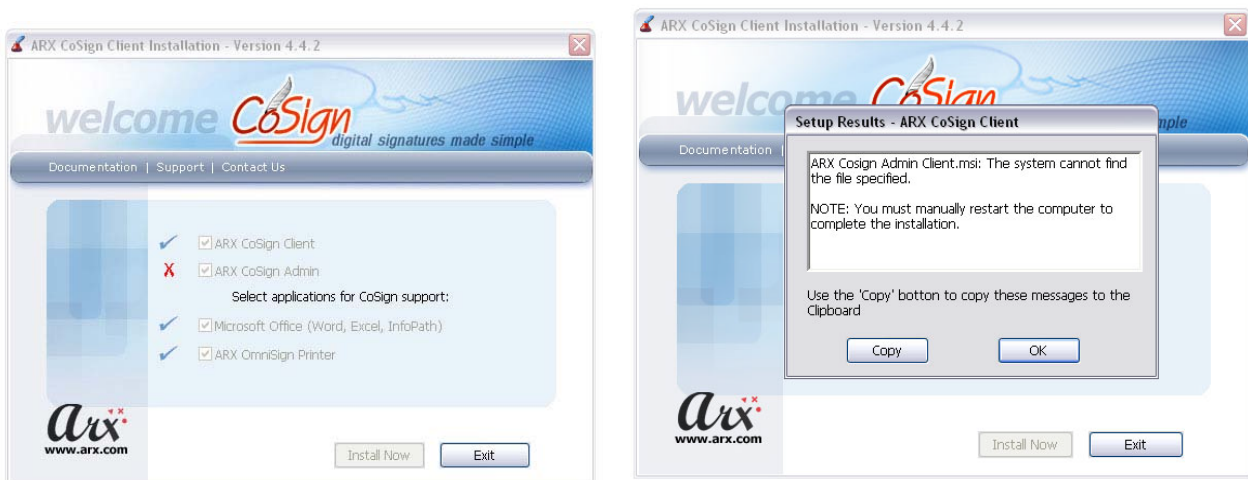 ARX CoSign Client Installation - Version 4.4.2
welcome CoSign
digital signatures made simple
Documentation | Support | Contact Us
ARX CoSign Client
X ARX CoSign Admin
Select applications for CoSign support:
Microsoft Office (Word, Excel, InfoPath)
ARX OmniSign Printer
arx
www.arx.com
Install Now
Exit
ARX CoSign Client Installation - Version 4.4.2
welcome CoSign
mple
Documentation |
Setup Results - ARX CoSign Client
ARX Cosign Admin Client.msi: The system cannot find
the file specified.
NOTE: You must manually restart the computer to
complete the installation.
Use the 'Copy' botton to copy these messages to the
Clipboard
Copy
OK
arx
www.arx.com
Install Now
Exit